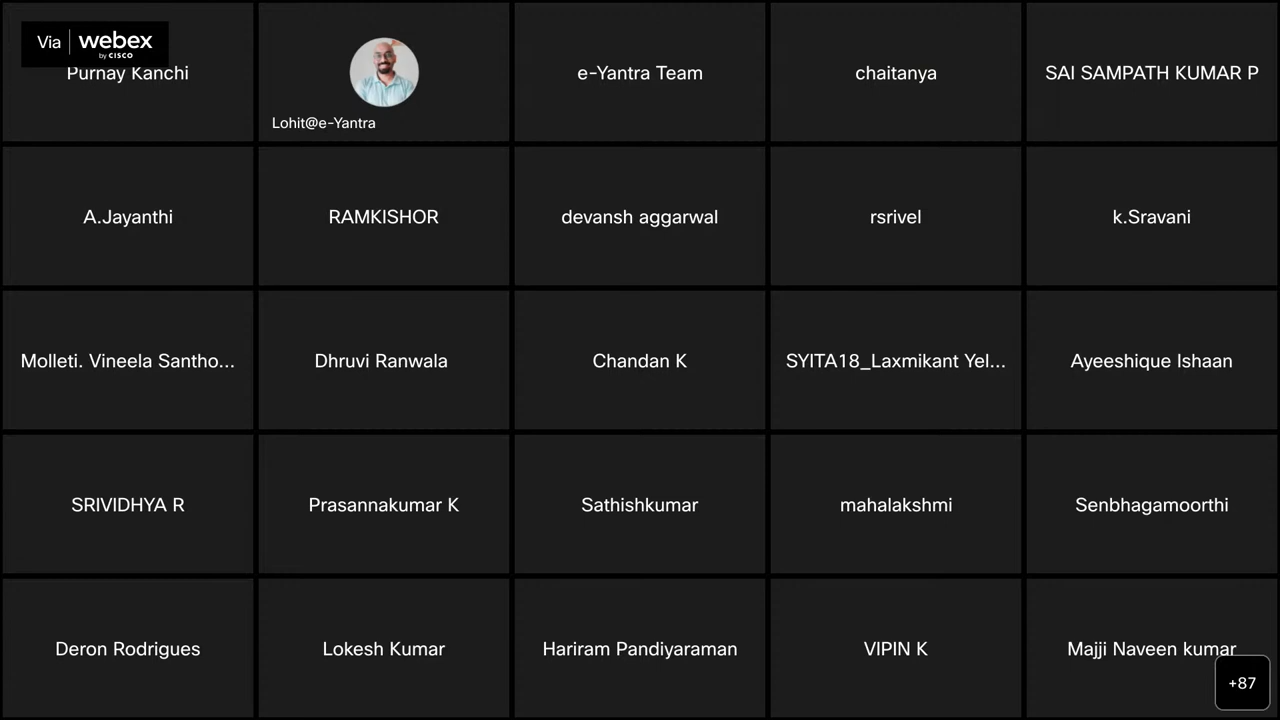 Via webex
by CISCO
Purnay Kanchi
Lohit@e-Yantra
e-Yantra Team
chaitanya
SAI SAMPATH KUMAR P
A.Jayanthi
RAMKISHOR
devansh aggarwal
rsrivel
k.Sravani
Molleti. Vineela Santho...
Dhruvi Ranwala
Chandan K
SYITA18_Laxmikant Yel...
Ayeeshique Ishaan
SRIVIDHYA R
Prasannakumar K
Sathishkumar
mahalakshmi
Senbhagamoorthi
Deron Rodrigues
Lokesh Kumar
Hariram Pandiyaraman
VIPIN K
Majji Naveen kumar
+87